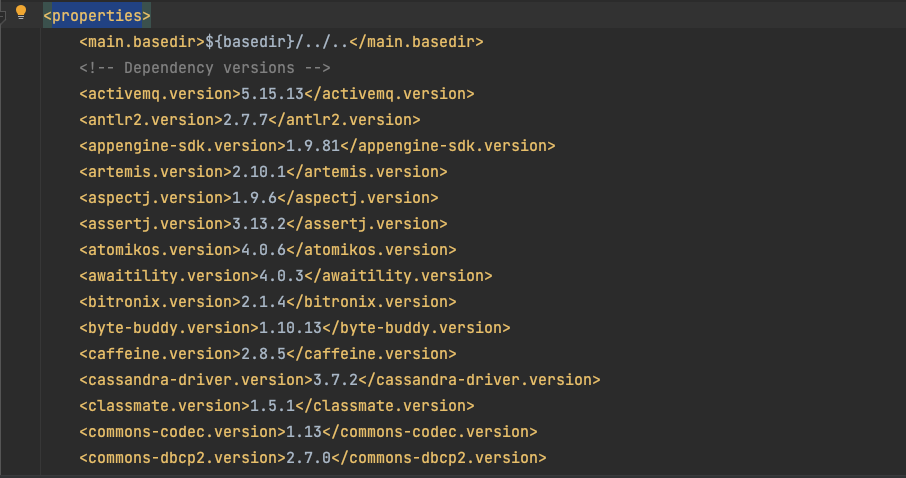 <properties>
<main.basedir>${basedir}/../..</main.basedir>
<!-- Dependency versions -->
<activemq.version>5.15.13</activemq.version>
<antlr2.version>2.7.7</antlr2.version>
<appengine-sdk.version>1.9.81</appengine-sdk.version>
<artemis.version>2.10.1</artemis.version>
<aspectj.version>1.9.6</aspectj.version>
<assertj.version>3.13.2</assertj.version>
<atomikos.version>4.0.6</atomikos.version>
<awaitility.version>4.0.3</awaitility.version>
<bitronix.version>2.1.4</bitronix.version>
<byte-buddy.version>1.10.13</byte-buddy.version>
<caffeine.version>2.8.5</caffeine.version>
<cassandra-driver.version>3.7.2</cassandra-driver.version>
<classmate.version>1.5.1</classmate.version>
<commons-codec.version>1.13</commons-codec.version>
<commons-dbcp2.version>2.7.0</commons-dbcp2.version>